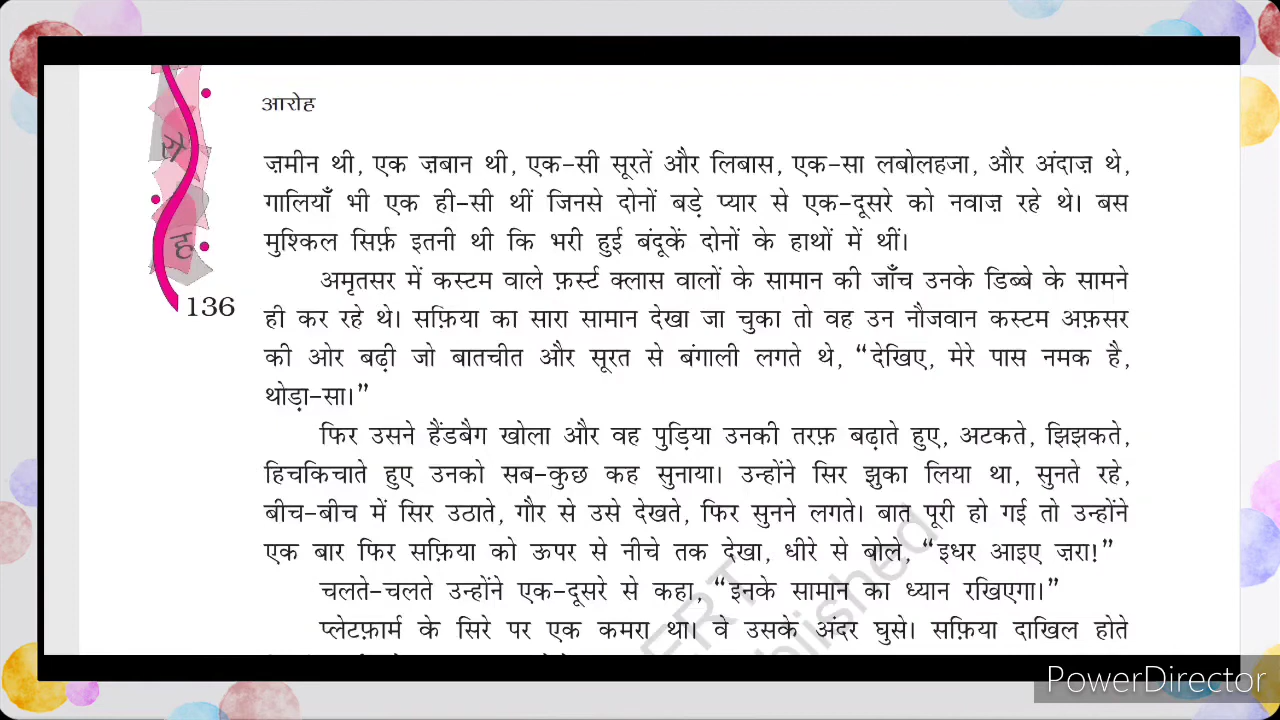 आरोह
ज़मीन थी, एक ज़बान थी, एक-सी सूरतें और लिबास, एक-सा लबोलहजा, और अंदाज़ थे,
गालियाँ भी एक ही-सी थीं जिनसे दोनों बड़े प्यार से एक-दूसरे को नवाज़ रहे थे। बस
मुश्किल सिर्फ़ इतनी थी कि भरी हुई बंदूकें दोनों के हाथों में थीं।
अमृतसर में कस्टम वाले फ़र्स्ट क्लास वालों के सामान की जाँच उनके डिब्बे के सामने
ही कर रहे थे। सफ़िया का सारा सामान देखा जा चुका तो वह उन नौजवान कस्टम अफ़सर
136
की ओर बढ़ी जो बातचीत और सूरत से बंगाली लगते थे, “देखिए, मेरे पास नमक है,
थोड़ा-सा।”
फिर उसने हैंडबैग खोला और वह पुड़िया उनकी तरफ़ बढ़ाते हुए, अटकते, झिझकते,
हिचकिचाते हुए उनको सब-कुछ कह सुनाया। उन्होंने सिर झुका लिया था, सुनते रहे,
बीच-बीच में सिर उठाते, गौर से उसे देखते, फिर सुनने लगते। बात पूरी हो गई तो उन्होंने
एक बार फिर सफ़िया को ऊपर से नीचे तक देखा, धीरे से बोले, “इधर आइए ज़रा!”
चलते-चलते उन्होंने एक-दूसरे से कहा, “इनके सामान का ध्यान रखिएगा।”
प्लेटफ़ार्म के सिरे पर एक कमरा था। वे उसके अंदर घुसे। सफ़िया दाखिल होते
PowerDirector